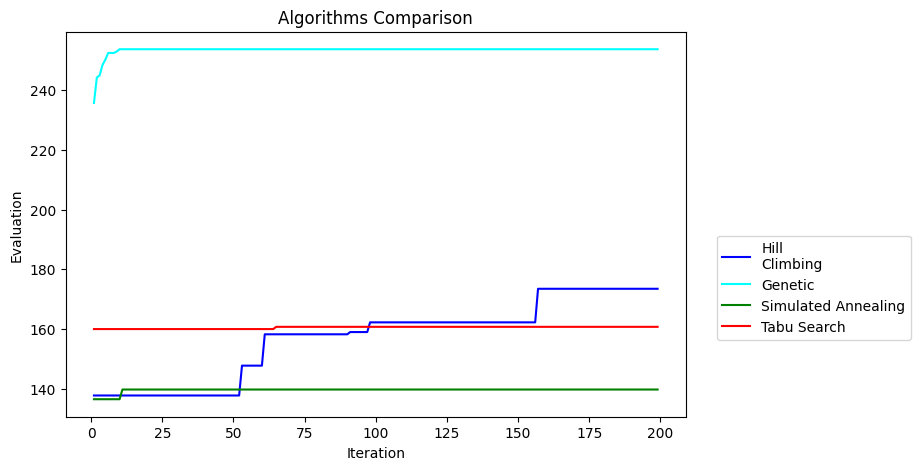 Algorithms Comparison
Evaluation
240
220
200
180
160
140
0 25 50 75 100 125 150 175 200
Iteration
Hill
Climbing
Genetic
Simulated Annealing
Tabu Search